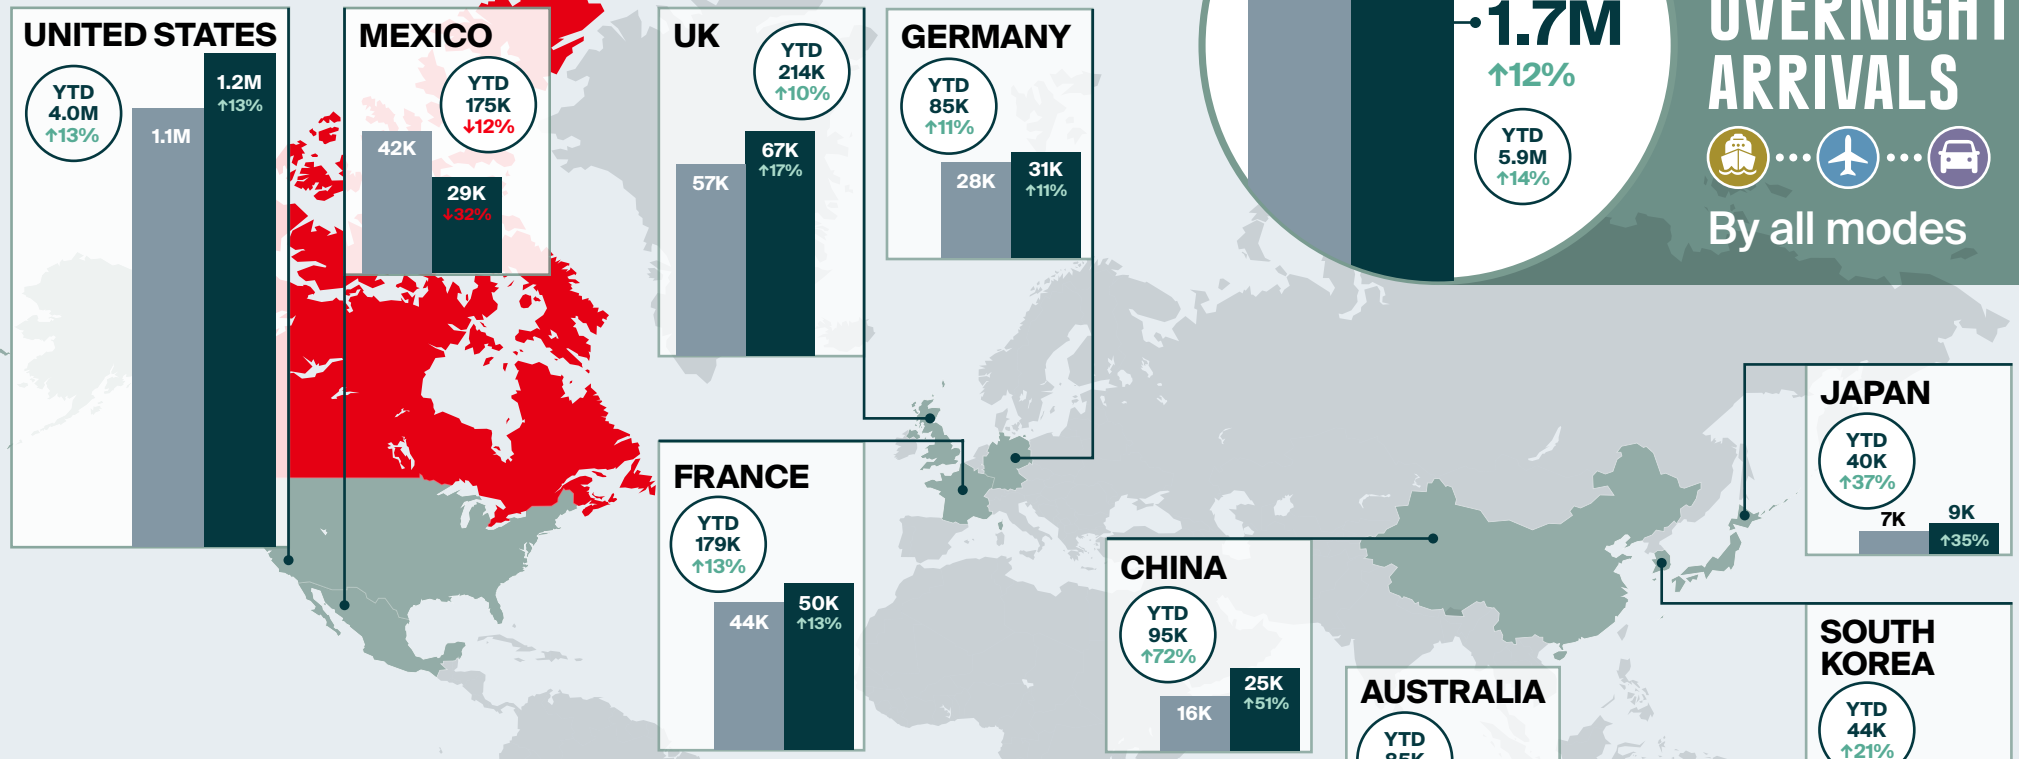 UNITED STATES
YTD
4.0M
↑13%
1.1M
1.2M
↑13%
MEXICO
YTD
175K
↓12%
42K
29K
↓32%
UK
YTD
214K
↑10%
57K
67K
↑17%
GERMANY
YTD
85K
↑11%
28K
31K
↑11%
1.7M
↑12%
YTD
5.9M
↑14%
OVERNIGHT
ARRIVALS
By all modes
FRANCE
YTD
179K
↑13%
44K
50K
↑13%
CHINA
YTD
95K
↑72%
16K
25K
↑51%
AUSTRALIA
YTD
85K
JAPAN
YTD
40K
↑37%
7K
9K
↑35%
SOUTH
KOREA
YTD
44K
↑21%